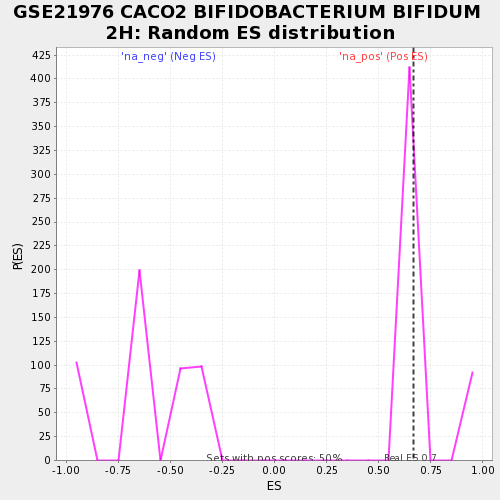 GSE21976 CACO2 BIFIDOBACTERIUM BIFIDUM
2H: Random ES distribution
'na_neg' (Neg ES) 'na_pos' (Pos ES)
425
400
375
350
325
300
275
250
225
200
175
150
125
100
75
50
25
0
P(ES)
Sets with pos scores: 50%
Real ES 0.7
-1.00 -0.75 -0.50 -0.25 0.00 0.25 0.50 0.75 1.00
ES